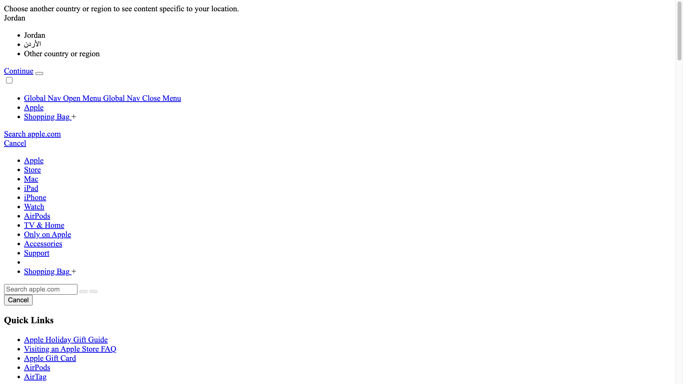 Choose another country or region to see content specific to your location.
Jordan
Jordan
الأردن
Other country or region
Continue
Global Nav Open Menu Global Nav Close Menu
Apple
Shopping Bag +
Search apple.com
Cancel
Apple
Store
Mac
iPad
iPhone
Watch
AirPods
TV & Home
Only on Apple
Accessories
Support
Shopping Bag +
Search apple.com
Cancel
Quick Links
Apple Holiday Gift Guide
Visiting an Apple Store FAQ
Apple Gift Card
AirPods
AirTag